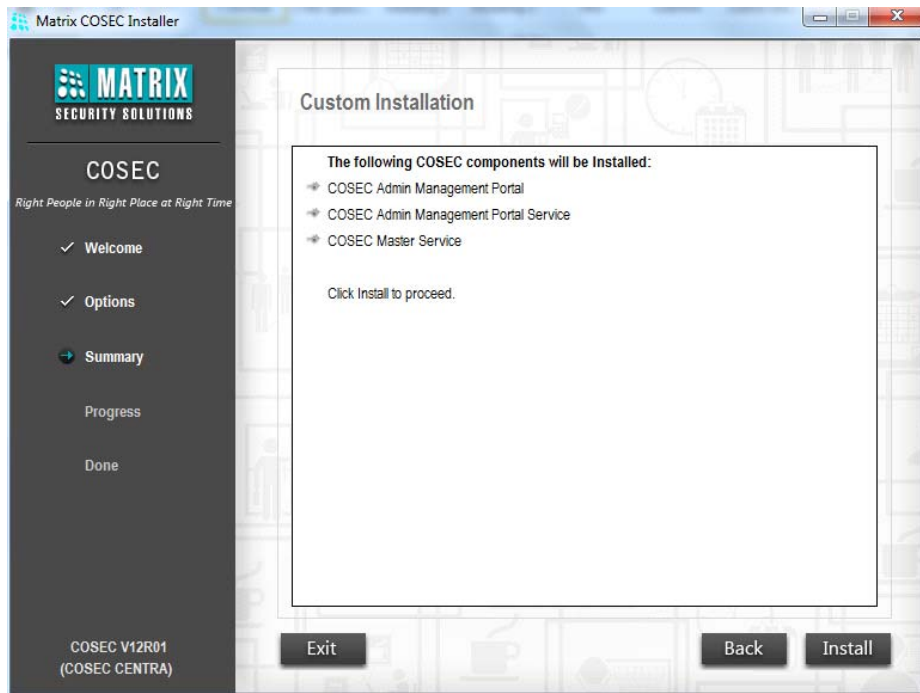 Matrix COSEC Installer
MATRIX
SECURITY SOLUTIONS
COSEC
Right People in Right Place at Right Time
Welcome
Options
Summary
Progress
Done
COSEC V12R01
(COSEC CENTRA)
Custom Installation
The following COSEC components will be Installed:
COSEC Admin Management Portal
COSEC Admin Management Portal Service
COSEC Master Service
Click Install to proceed.
Exit
Back
Install